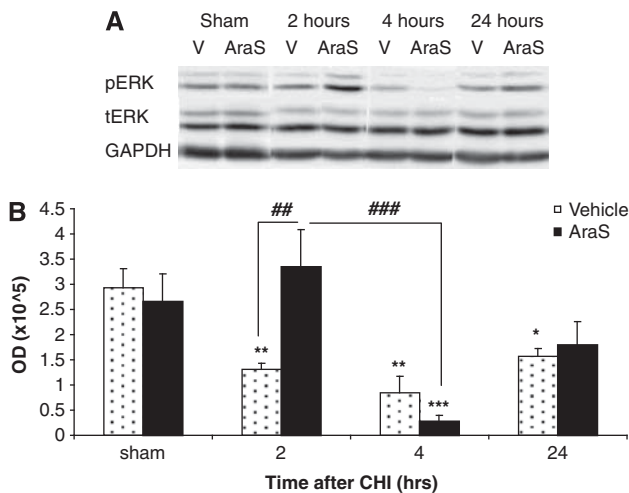 A
Sham 2 hours 4 hours 24 hours
V AraS V AraS V AraS V AraS
pERK
tERK
GAPDH
B
4.5
4
3.5
3
2.5
2
1.5
1
0.5
0
OD (x10^5)
## ###
Vehicle
AraS
** ** *** *
sham 2 4 24
Time after CHI (hrs)